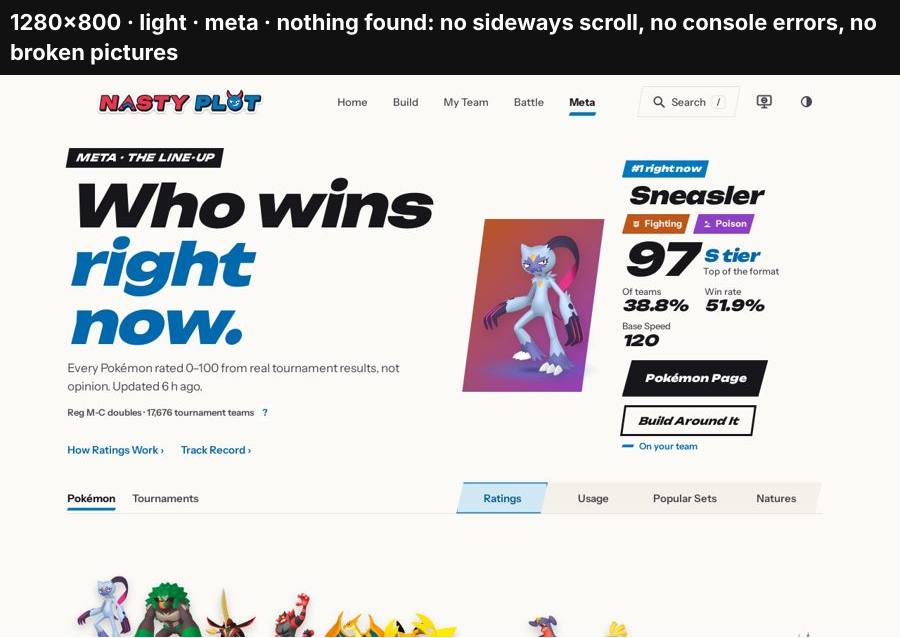 1280×800 · light · meta · nothing found: no sideways scroll, no console errors, no
broken pictures
NASTY PLOT
Home
Build
My Team
Battle
Meta
Search /
META · THE LINE-UP
Who wins
right
now.
Every Pokémon rated 0–100 from real tournament results, not
opinion. Updated 6 h ago.
Reg M-C doubles · 17,676 tournament teams ?
How Ratings Work ›
Track Record ›
#1 right now
Sneasler
Fighting
Poison
97
S tier
Top of the format
Of teams
38.8%
Win rate
51.9%
Base Speed
120
Pokémon Page
Build Around It
On your team
Pokémon
Tournaments
Ratings
Usage
Popular Sets
Natures